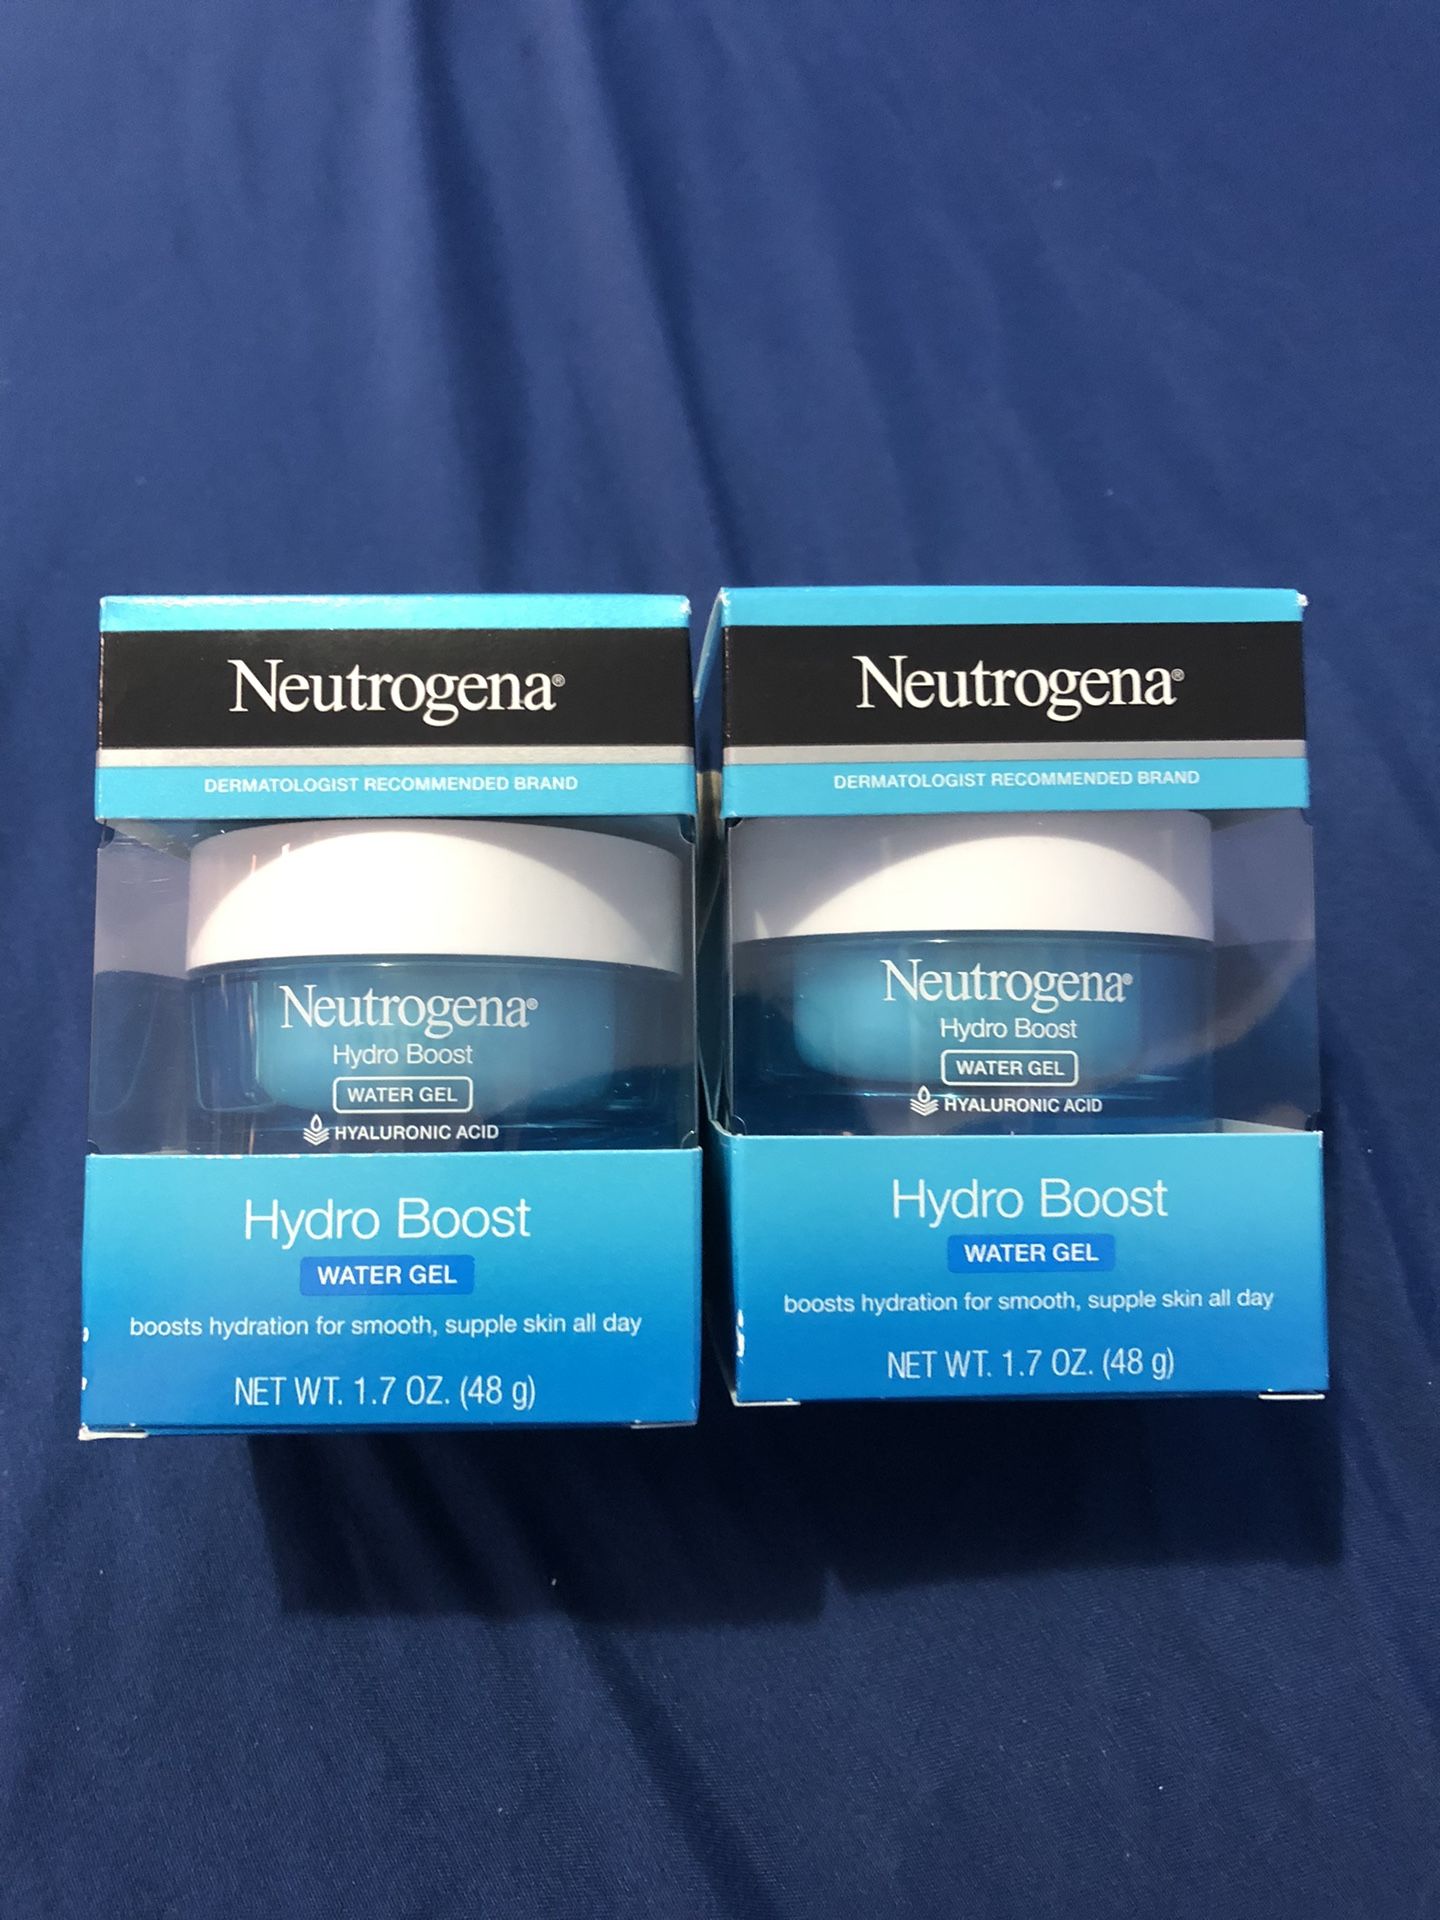 Neutrogena®
DERMATOLOGIST RECOMMENDED BRAND
Neutrogena®
Hydro Boost
WATER GEL
HYALURONIC ACID
Hydro Boost
WATER GEL
boosts hydration for smooth, supple skin all day
NET WT. 1.7 OZ. (48 g)
Neutrogena®
DERMATOLOGIST RECOMMENDED BRAND
Neutrogena®
Hydro Boost
WATER GEL
HYALURONIC ACID
Hydro Boost
WATER GEL
boosts hydration for smooth, supple skin all day
NET WT. 1.7 OZ. (48 g)